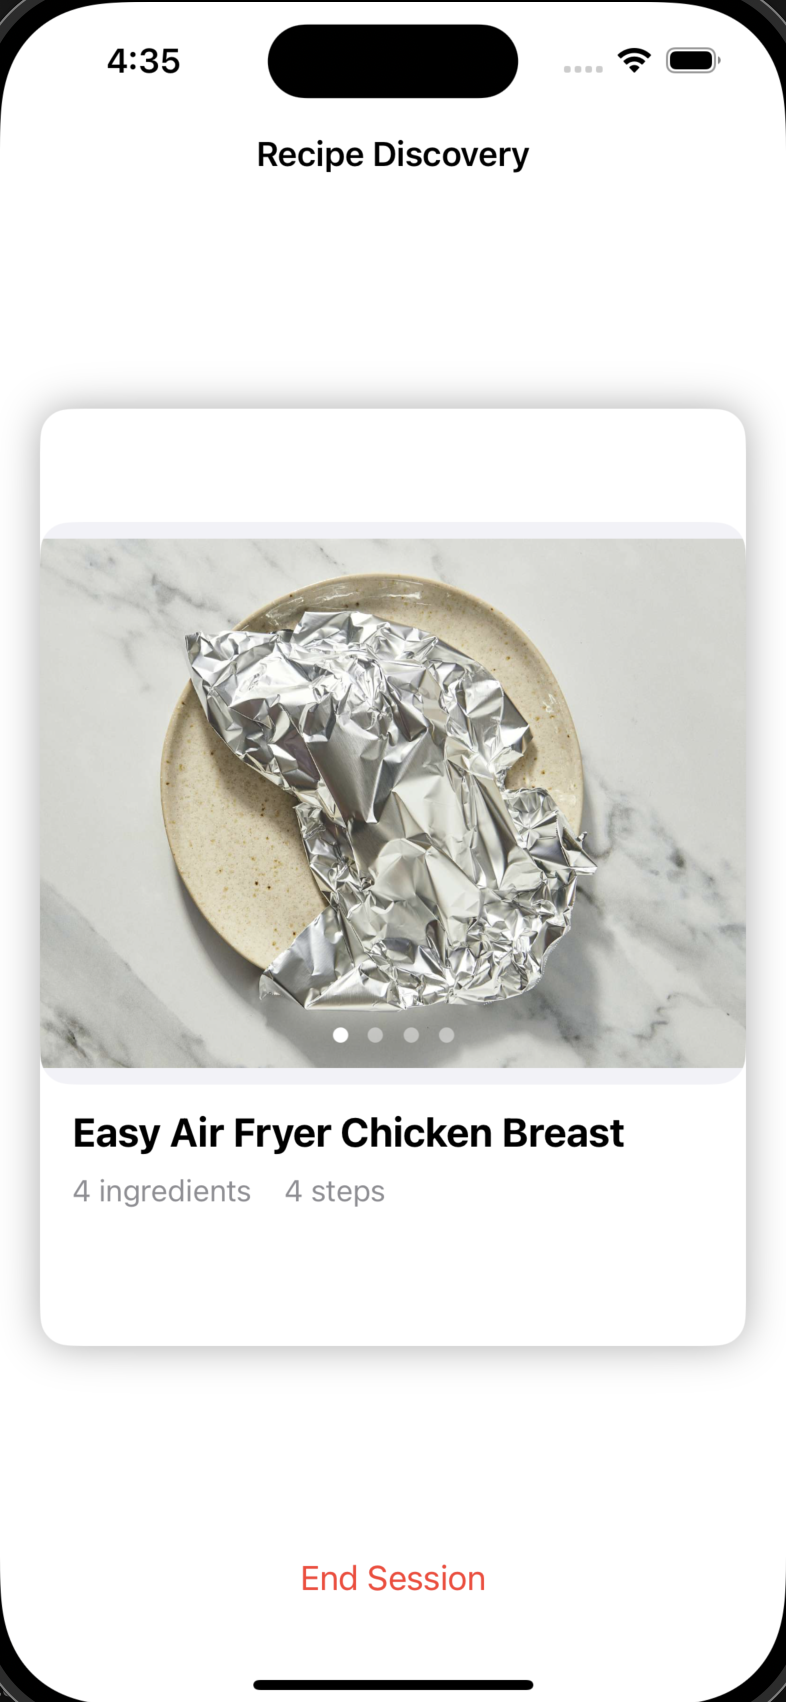 4:35
Recipe Discovery
Easy Air Fryer Chicken Breast
4 ingredients 4 steps
End Session